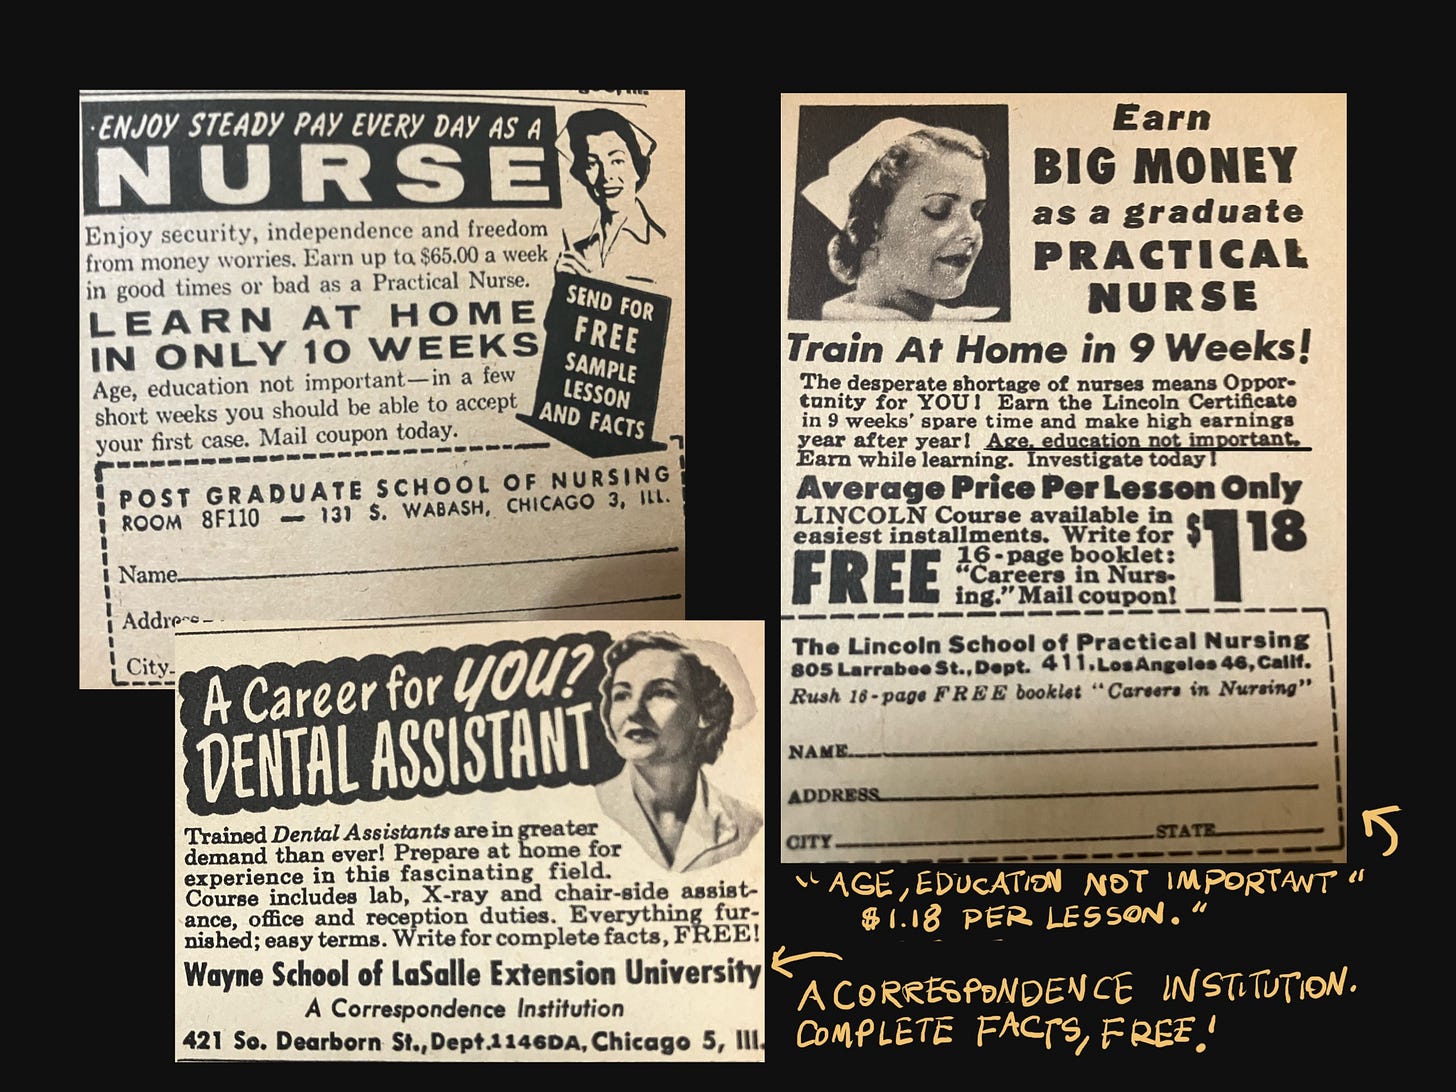 ENJOY STEADY PAY EVERY DAY AS A
NURSE
Enjoy security, independence and freedom
from money worries. Earn up to $65.00 a week
in good times or bad as a Practical Nurse.
LEARN AT HOME
IN ONLY 10 WEEKS
Age, education not important—in a few
short weeks you should be able to accept
your first case. Mail coupon today.
SEND FOR
FREE
SAMPLE
LESSON
AND FACTS
POST GRADUATE SCHOOL OF NURSING
ROOM 8F110 — 131 S. WABASH, CHICAGO 3, ILL.
Name
Address
City
A Career for YOU?
DENTAL ASSISTANT
Trained Dental Assistants are in greater
demand than ever! Prepare at home for
experience in this fascinating field.
Course includes lab, X-ray and chair-side assist-
ance, office and reception duties. Everything fur-
nished; easy terms. Write for complete facts, FREE!
Wayne School of LaSalle Extension University
A Correspondence Institution
421 So. Dearborn St., Dept. 1146DA, Chicago 5, Ill.
Earn
BIG MONEY
as a graduate
PRACTICAL
NURSE
Train At Home in 9 Weeks!
The desperate shortage of nurses means Oppor-
tunity for YOU! Earn the Lincoln Certificate
in 9 weeks' spare time and make high earnings
year after year! Age, education not important.
Earn while learning. Investigate today!
Average Price Per Lesson Only
$1.18
LINCOLN Course available in
easiest installments. Write for
FREE 16-page booklet:
"Careers in Nurs-
ing." Mail coupon!
The Lincoln School of Practical Nursing
805 Larrabee St., Dept. 411, Los Angeles 46, Calif.
Rush 16-page FREE booklet "Careers in Nursing"
NAME
ADDRESS
CITY STATE
"AGE, EDUCATION NOT IMPORTANT"
$1.18 PER LESSON."
A CORRESPONDENCE INSTITUTION.
COMPLETE FACTS, FREE!